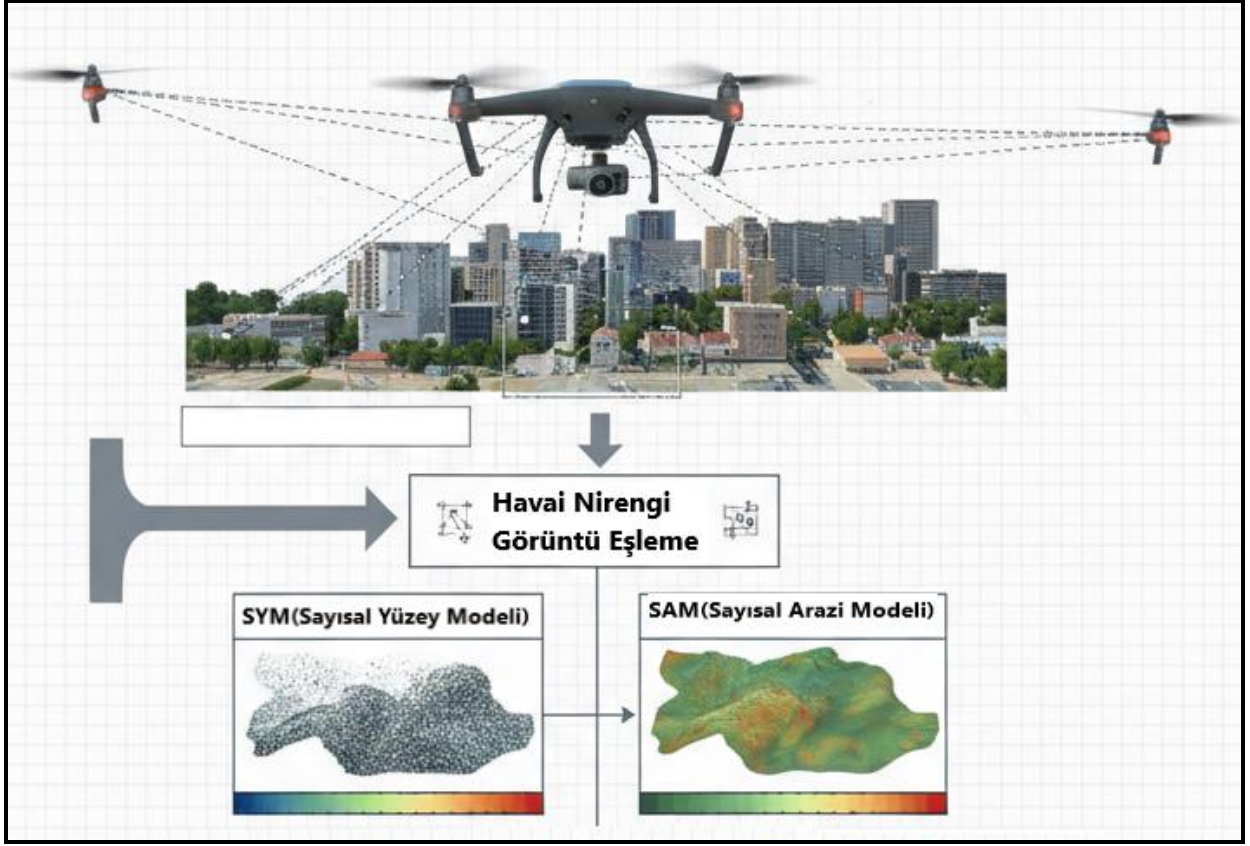 Havai Nirengi
Görüntü Eşleme
SYM(Sayısal Yüzey Modeli)
SAM(Sayısal Arazi Modeli)